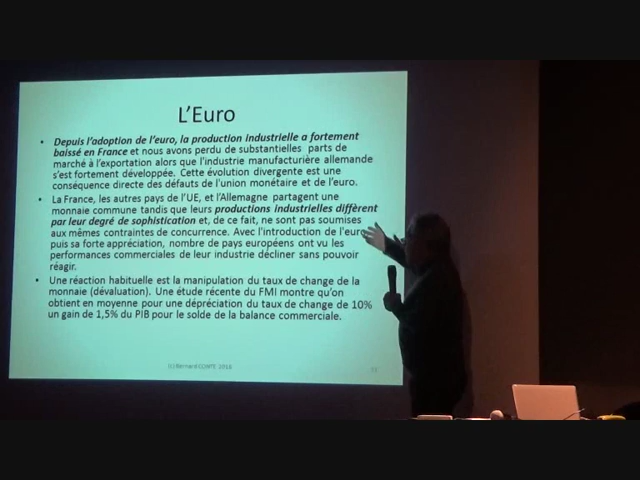 L'Euro
• Depuis l'adoption de l'euro, la production industrielle a fortement
baissé en France et nous avons perdu de substantielles parts de
marché à l'exportation alors que l'industrie manufacturière allemande
s'est fortement développée. Cette évolution divergente est une
conséquence directe des défauts de l'union monétaire et de l'euro.
• La France, les autres pays de l'UE, et l'Allemagne partagent une
monnaie commune tandis que leurs productions industrielles diffèrent
par leur degré de sophistication et, de ce fait, ne sont pas soumises
aux mêmes contraintes de concurrence. Avec l'introduction de l'euro
puis sa forte appréciation, nombre de pays européens ont vu les
performances commerciales de leur industrie décliner sans pouvoir
réagir.
• Une réaction habituelle est la manipulation du taux de change de la
monnaie (dévaluation). Une étude récente du FMI montre qu'on
obtient en moyenne pour une dépréciation du taux de change de 10%
un gain de 1,5% du PIB pour le solde de la balance commerciale.
(c) Bernard CONTE 2016